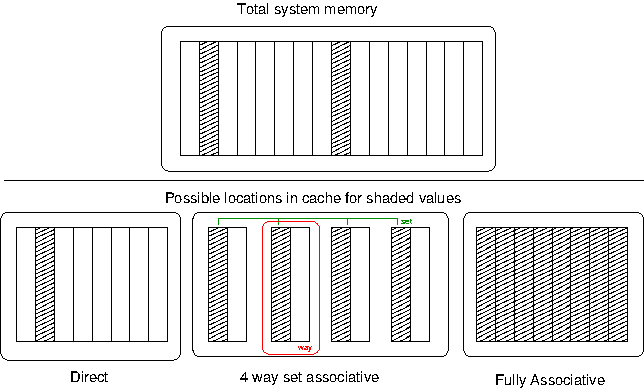 Total system memory
Possible locations in cache for shaded values
set
way
Direct
4 way set associative
Fully Associative